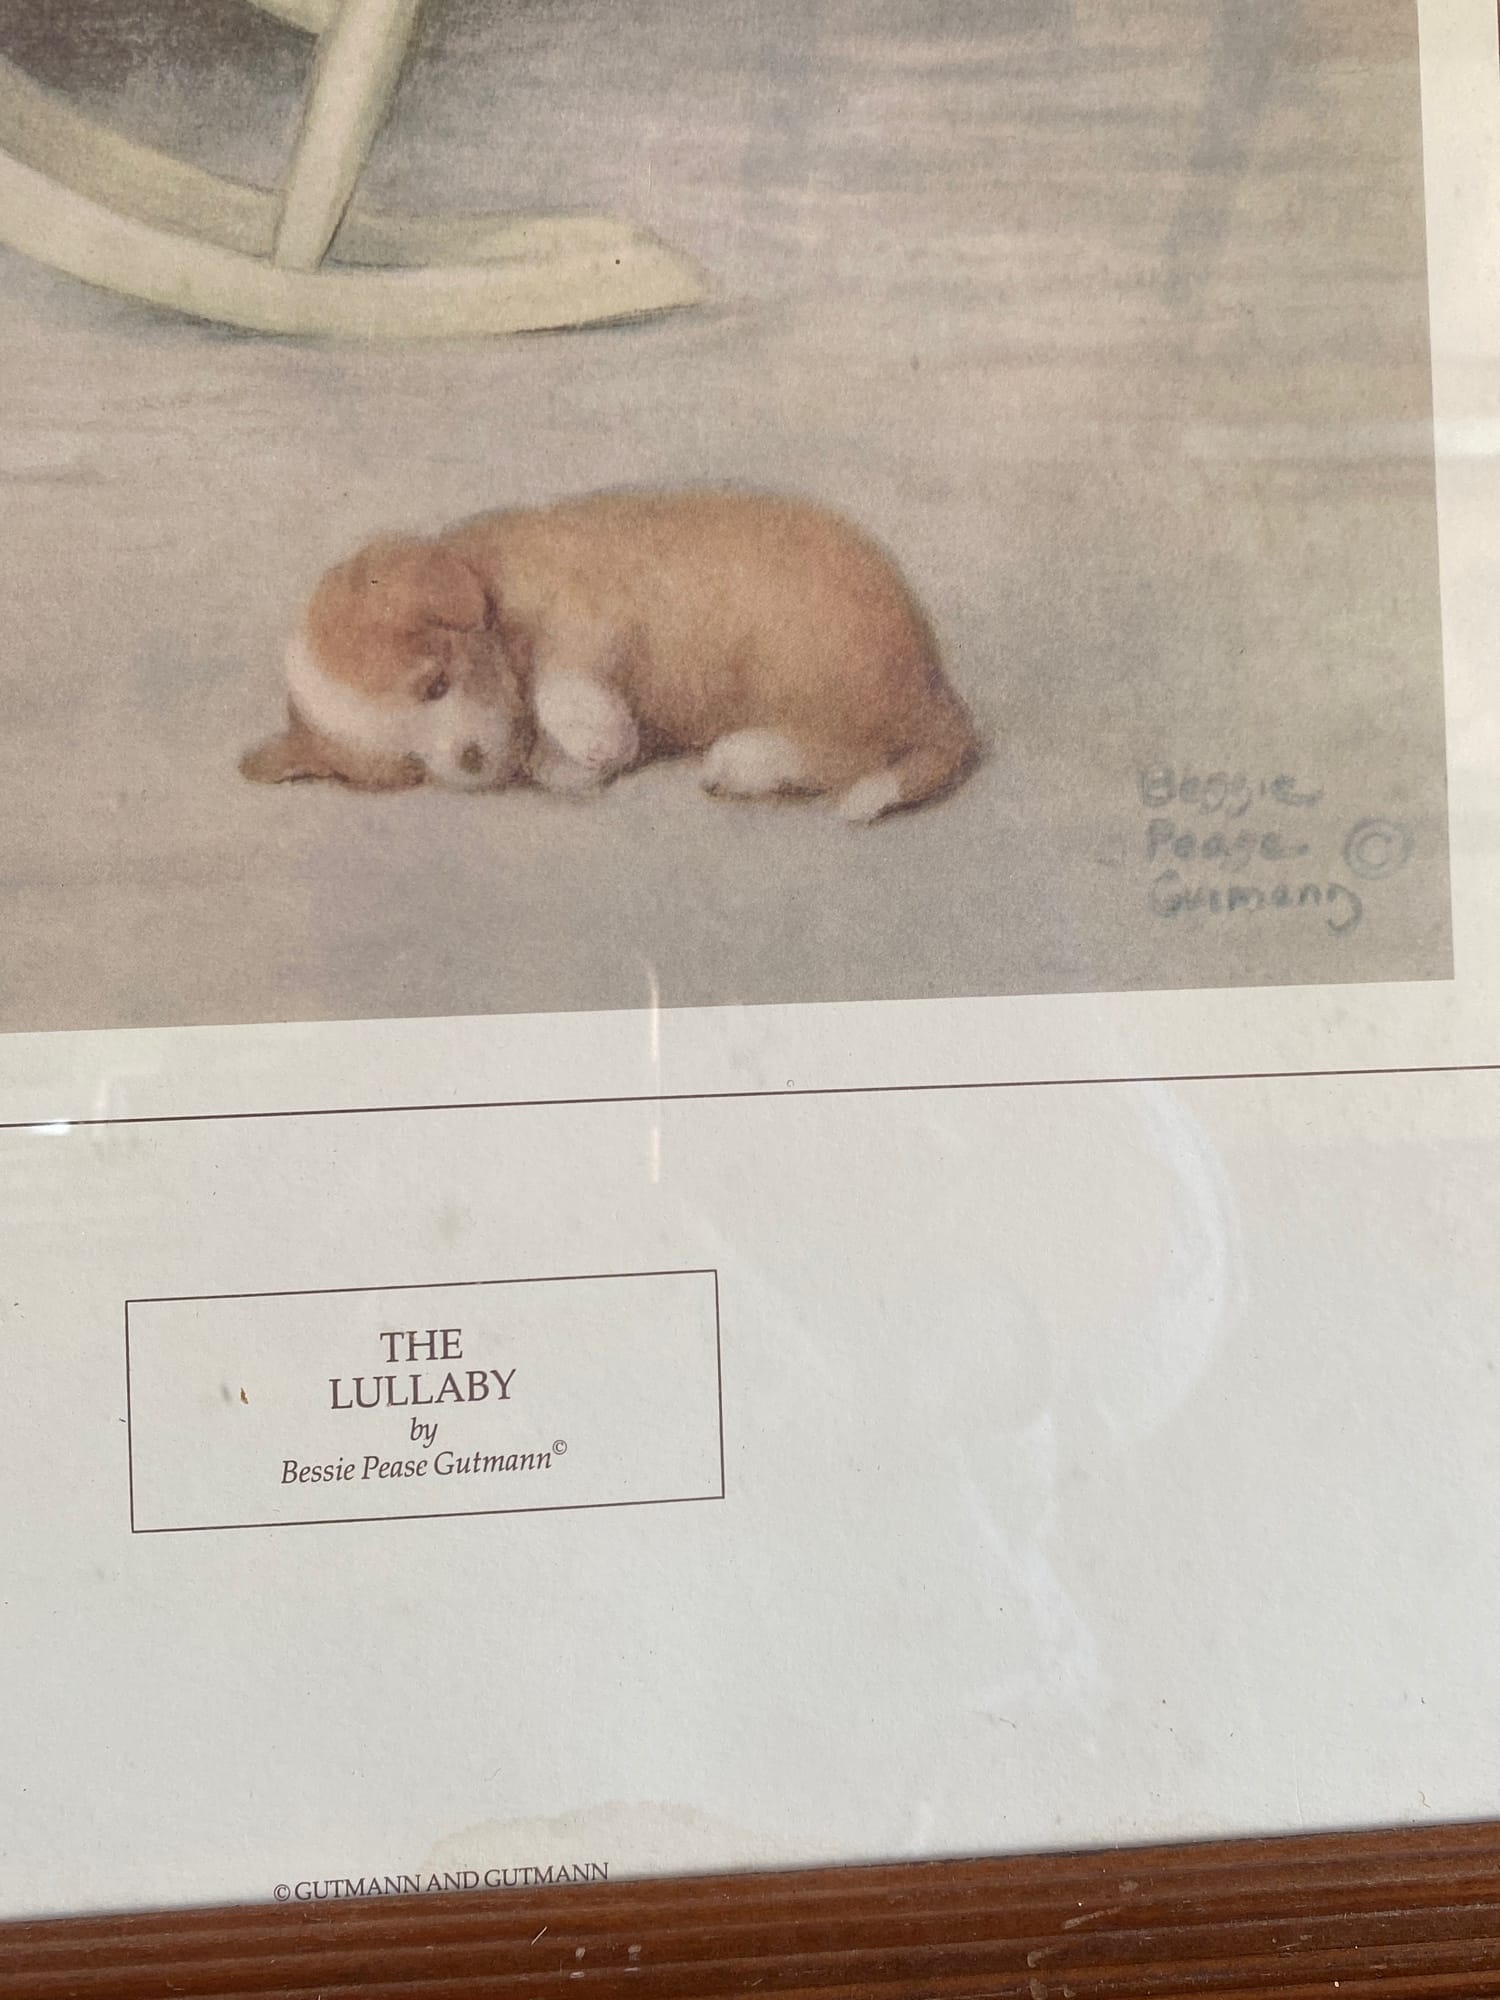 Bessie
Pease ©
Gutmann
THE
LULLABY
by
Bessie Pease Gutmann©
© GUTMANN AND GUTMANN